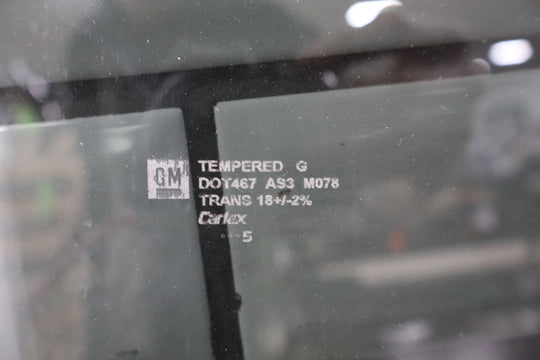 GM
TEMPERED G
DOT467 AS3 M078
TRANS 18+/-2%
Carlex
5